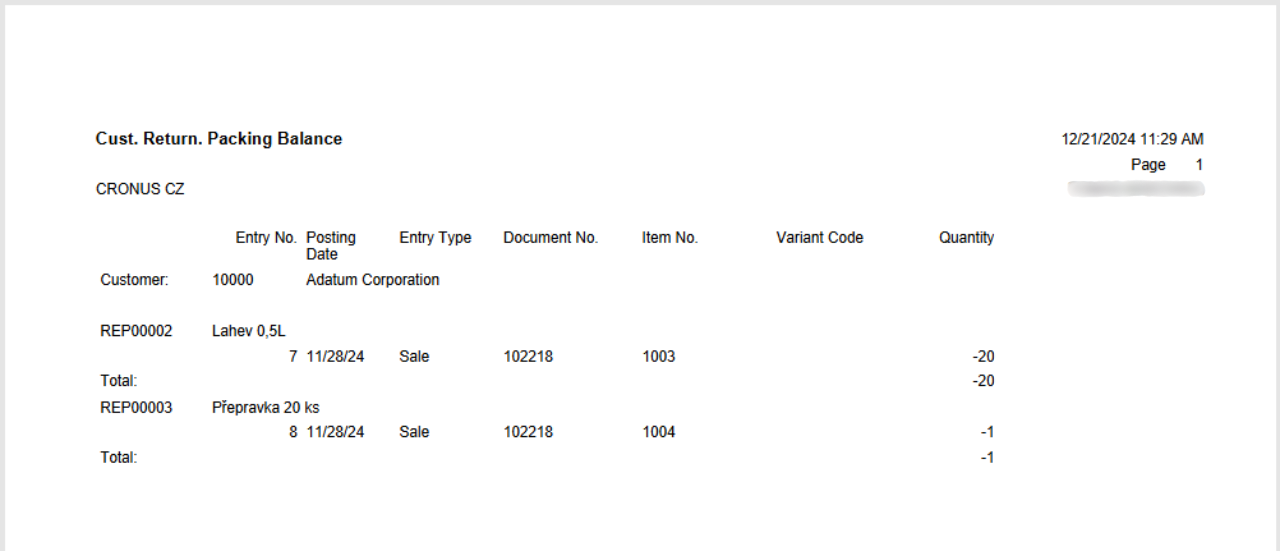 Cust. Return. Packing Balance 12/21/2024 11:29 AM
Page 1
CRONUS CZ
Entry No. Posting Date Entry Type Document No. Item No. Variant Code Quantity
Customer: 10000 Adatum Corporation
REP00002 Lahev 0,5L
7 11/28/24 Sale 102218 1003 -20
Total: -20
REP00003 Přepravka 20 ks
8 11/28/24 Sale 102218 1004 -1
Total: -1